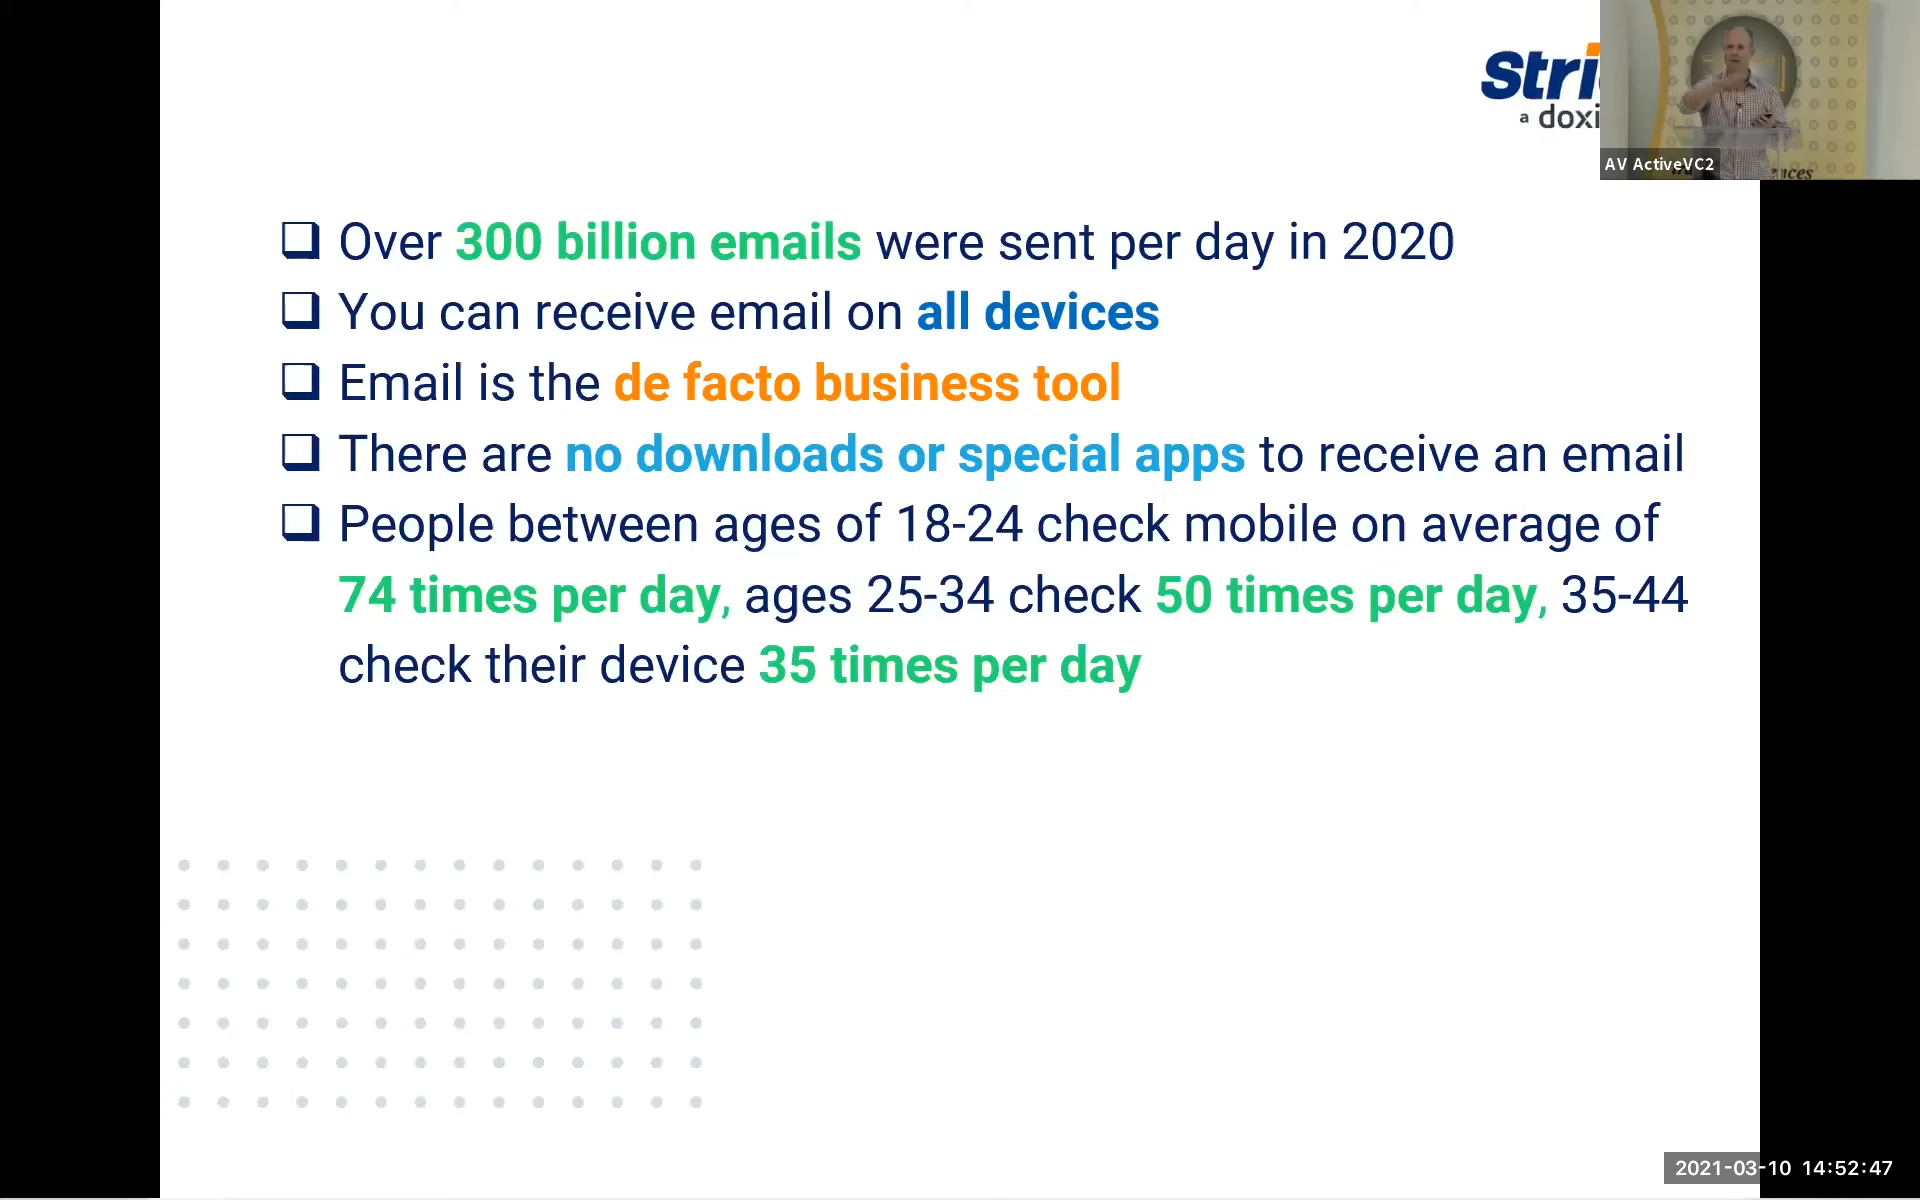 Stri
a doxi
AV ActiveVC2
Over 300 billion emails were sent per day in 2020
You can receive email on all devices
Email is the de facto business tool
There are no downloads or special apps to receive an email
People between ages of 18-24 check mobile on average of
74 times per day, ages 25-34 check 50 times per day, 35-44
check their device 35 times per day
2021-03-10 14:52:47